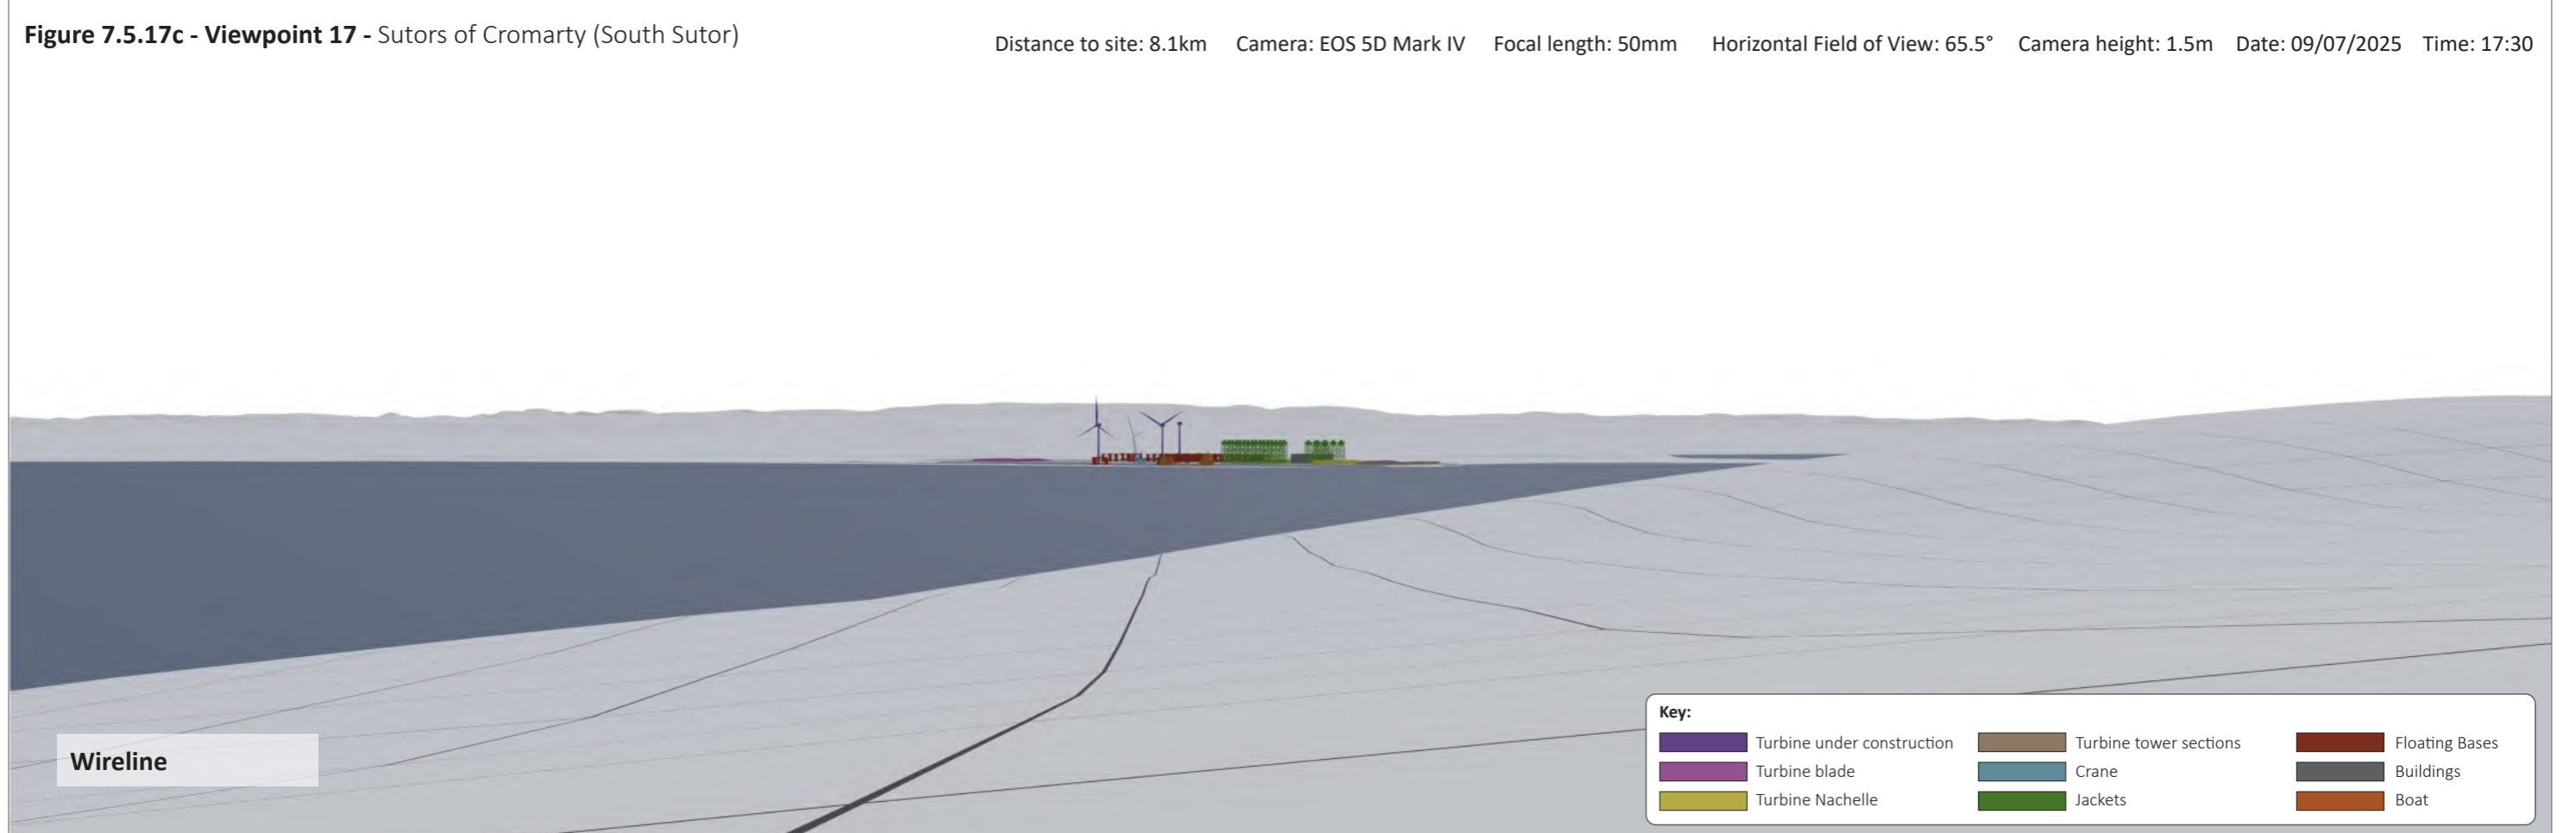 Figure 7.5.17c - Viewpoint 17 - Sutors of Cromarty (South Sutor)
Distance to site: 8.1km Camera: EOS 5D Mark IV Focal length: 50mm Horizontal Field of View: 65.5° Camera height: 1.5m Date: 09/07/2025 Time: 17:30
Wireline
Key:
Turbine under construction
Turbine blade
Turbine Nachelle
Turbine tower sections
Crane
Jackets
Floating Bases
Buildings
Boat